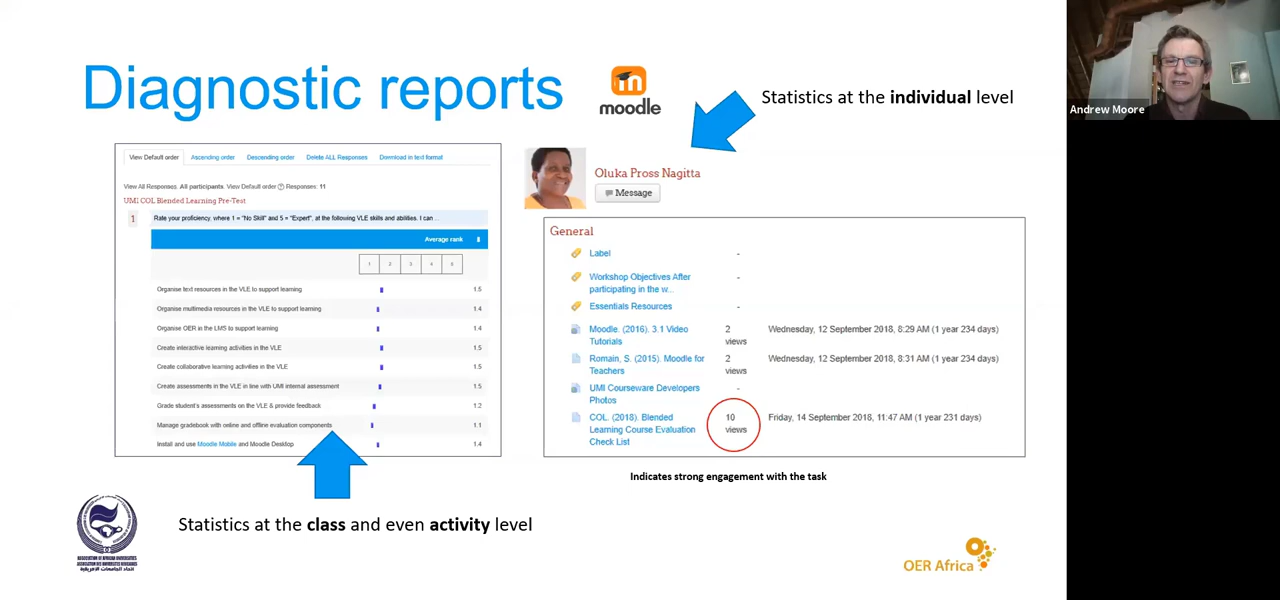 Diagnostic reports
moodle
Statistics at the individual level
Andrew Moore
View Default order Ascending order Descending order Delete ALL Responses Download in text format
View All Responses. All participants. View Default order Responses: 11
UMI COL Blended Learning Pre-Test
1 Rate your proficiency, where 1 = "No Skill" and 5 = "Expert", at the following VLE skills and abilities. I can ...
Average rank
1 2 3 4 5
Organise text resources in the VLE to support learning 1.5
Organise multimedia resources in the VLE to support learning 1.4
Organise OER in the LMS to support learning 1.4
Create interactive learning activities in the VLE 1.5
Create collaborative learning activities in the VLE 1.5
Create assessments in the VLE in line with UMI internal assessment 1.5
Grade student's assessments on the VLE & provide feedback 1.2
Manage gradebook with online and offline evaluation components 1.1
Install and use Moodle Mobile and Moodle Desktop 1.4
Oluka Pross Nagitta
Message
General
Label -
Workshop Objectives After
participating in the w... -
Essentials Resources -
Moodle. (2016). 3.1 Video 2 Wednesday, 12 September 2018, 8:29 AM (1 year 234 days)
Tutorials views
Romain, S. (2015). Moodle for 2 Wednesday, 12 September 2018, 8:31 AM (1 year 234 days)
Teachers views
UMI Courseware Developers -
Photos
COL. (2018). Blended 10 Friday, 14 September 2018, 11:47 AM (1 year 231 days)
Learning Course Evaluation views
Check List
Indicates strong engagement with the task
Statistics at the class and even activity level
ASSOCIATION OF AFRICAN UNIVERSITIES
ASSOCIATION DES UNIVERSITES AFRICAINES
اتحاد الجامعات الأفريقية
OER Africa